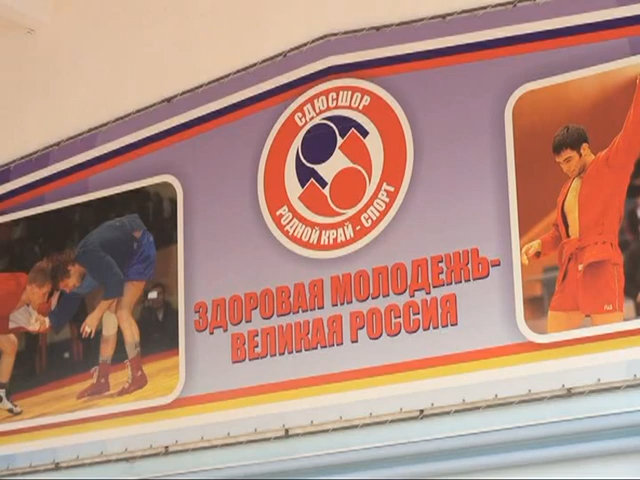 СДЮСШОР
РОДНОЙ КРАЙ - СПОРТ
ЗДОРОВАЯ МОЛОДЕЖЬ-
ВЕЛИКАЯ РОССИЯ